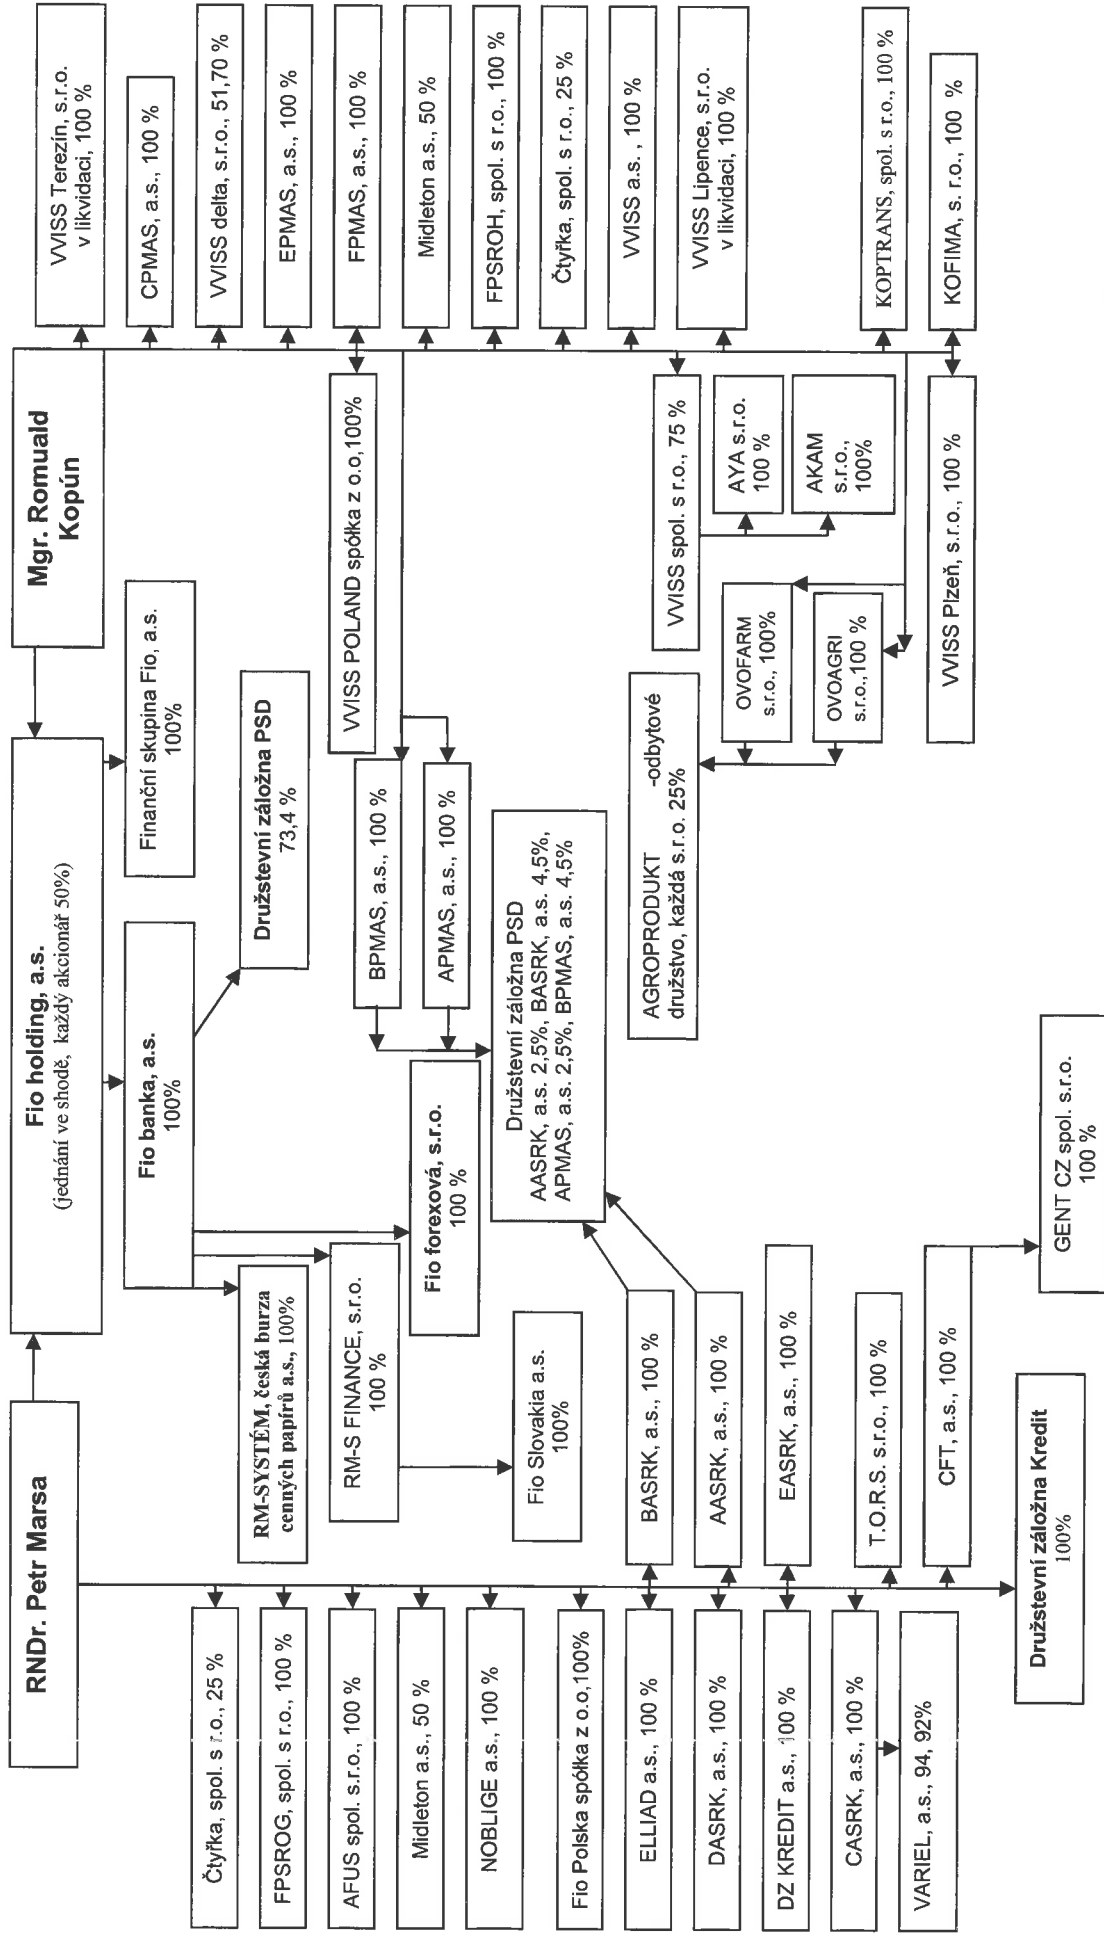 RNDr. Petr Marsa
Fio holding, a.s.
(jednání ve shodě, každý akcionář 50%)
Mgr. Romuald
Kopún
Fio banka, a.s.
100%
Finanční skupina Fio, a.s.
100%
Družstevní záložna PSD
73,4 %
RM-SYSTÉM, česká burza
cenných papírů a.s., 100%
RM-S FINANCE, s.r.o.
100 %
Fio forexová, s.r.o.
100 %
Fio Slovakia a.s.
100%
Čtyřka, spol. s r.o., 25 %
FPSROG, spol. s r.o., 100 %
AFUS spol. s.r.o., 100 %
Midleton a.s., 50 %
NOBLIGE a.s., 100 %
Fio Polska spółka z o.o,100%
ELLIAD a.s., 100 %
DASRK, a.s., 100 %
DZ KREDIT a.s., 100 %
CASRK, a.s., 100 %
VARIEL, a.s., 94, 92%
BASRK, a.s., 100 %
AASRK, a.s., 100 %
EASRK, a.s., 100 %
T.O.R.S. s.r.o., 100 %
CFT, a.s., 100 %
Družstevní záložna Kredit
100%
GENT CZ spol. s.r.o.
100 %
VVISS POLAND spółka z o.o,100%
BPMAS, a.s., 100 %
APMAS, a.s., 100 %
Družstevní záložna PSD
AASRK, a.s. 2,5%, BASRK, a.s. 4,5%,
APMAS, a.s. 2,5%, BPMAS, a.s. 4,5%
AGROPRODUKT -odbytové
družstvo, každá s.r.o. 25%
VVISS spol. s r.o., 75 %
AYA s.r.o.
100 %
AKAM
s.r.o.,
100%
OVOFARM
s.r.o., 100%
OVOAGRI
s.r.o.,100 %
VVISS Plzeň, s.r.o., 100 %
VVISS Terezín, s.r.o.
v likvidaci, 100 %
CPMAS, a.s., 100 %
VVISS delta, s.r.o., 51,70 %
EPMAS, a.s., 100 %
FPMAS, a.s., 100 %
Midleton a.s., 50 %
FPSROH, spol. s r.o., 100 %
Čtyřka, spol. s r.o., 25 %
VVISS a.s. , 100 %
VVISS Lipence, s.r.o.
v likvidaci, 100 %
KOPTRANS, spol. s r.o., 100 %
KOFIMA, s. r.o., 100 %